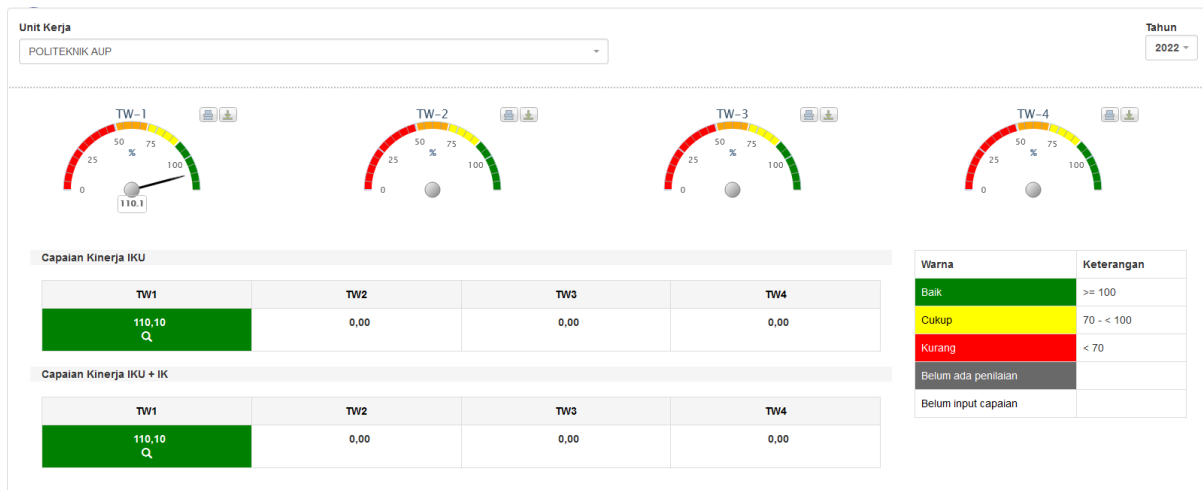 Unit Kerja
Tahun
POLITEKNIK AUP
2022
TW-1
0
25
50
75
100
%
110.1
TW-2
0
25
50
75
100
%
TW-3
0
25
50
75
100
%
TW-4
0
25
50
75
100
%
Capaian Kinerja IKU
TW1 TW2 TW3 TW4
110,10 0,00 0,00 0,00
Capaian Kinerja IKU + IK
TW1 TW2 TW3 TW4
110,10 0,00 0,00 0,00
Warna Keterangan
Baik >= 100
Cukup 70 - < 100
Kurang < 70
Belum ada penilaian
Belum input capaian